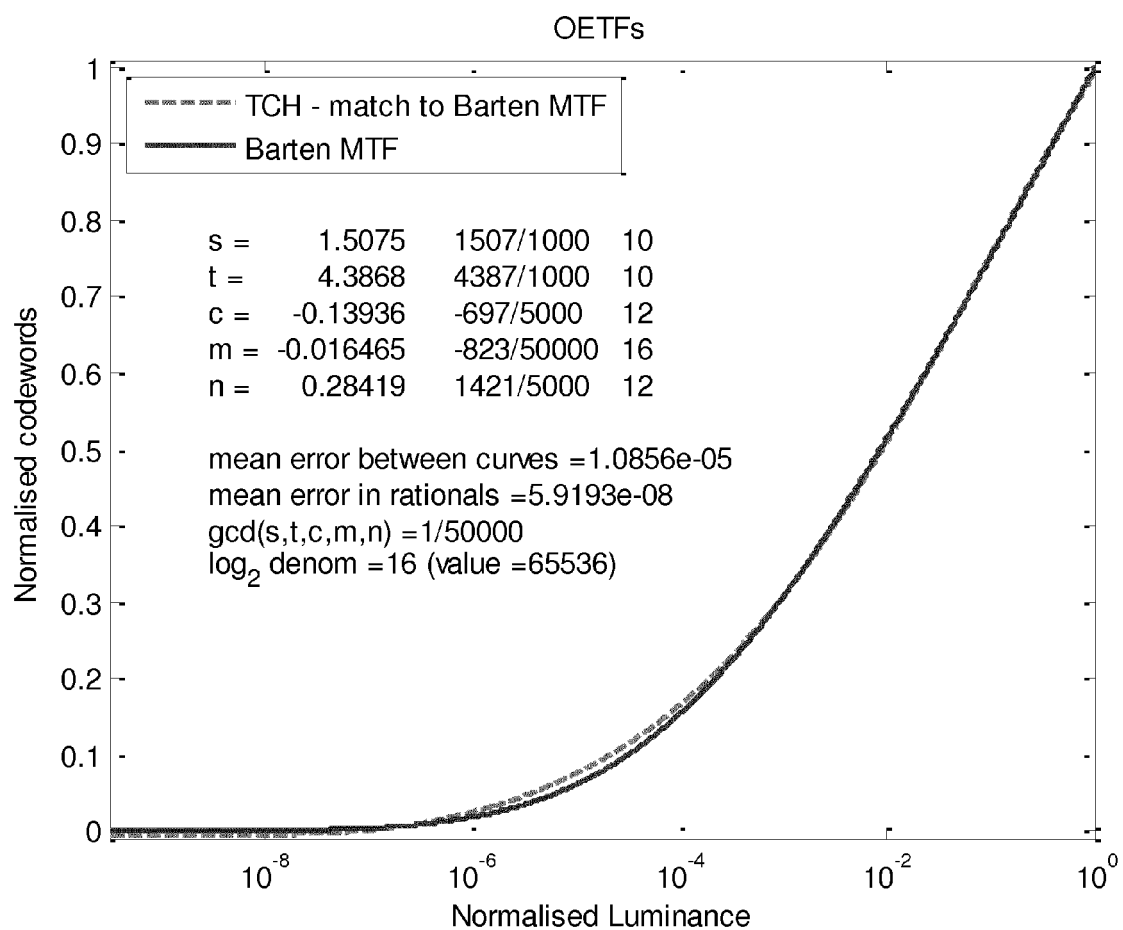 OETFs
TCH - match to Barten MTF
Barten MTF
s = 1.5075 1507/1000 10
t = 4.3868 4387/1000 10
c = -0.13936 -697/5000 12
m = -0.016465 -823/50000 16
n = 0.28419 1421/5000 12
mean error between curves =1.0856e-05
mean error in rationals =5.9193e-08
gcd(s,t,c,m,n) =1/50000
log2 denom =16 (value =65536)
Normalised codewords
1
0.9
0.8
0.7
0.6
0.5
0.4
0.3
0.2
0.1
0
10^-8 10^-6 10^-4 10^-2 10^0
Normalised Luminance